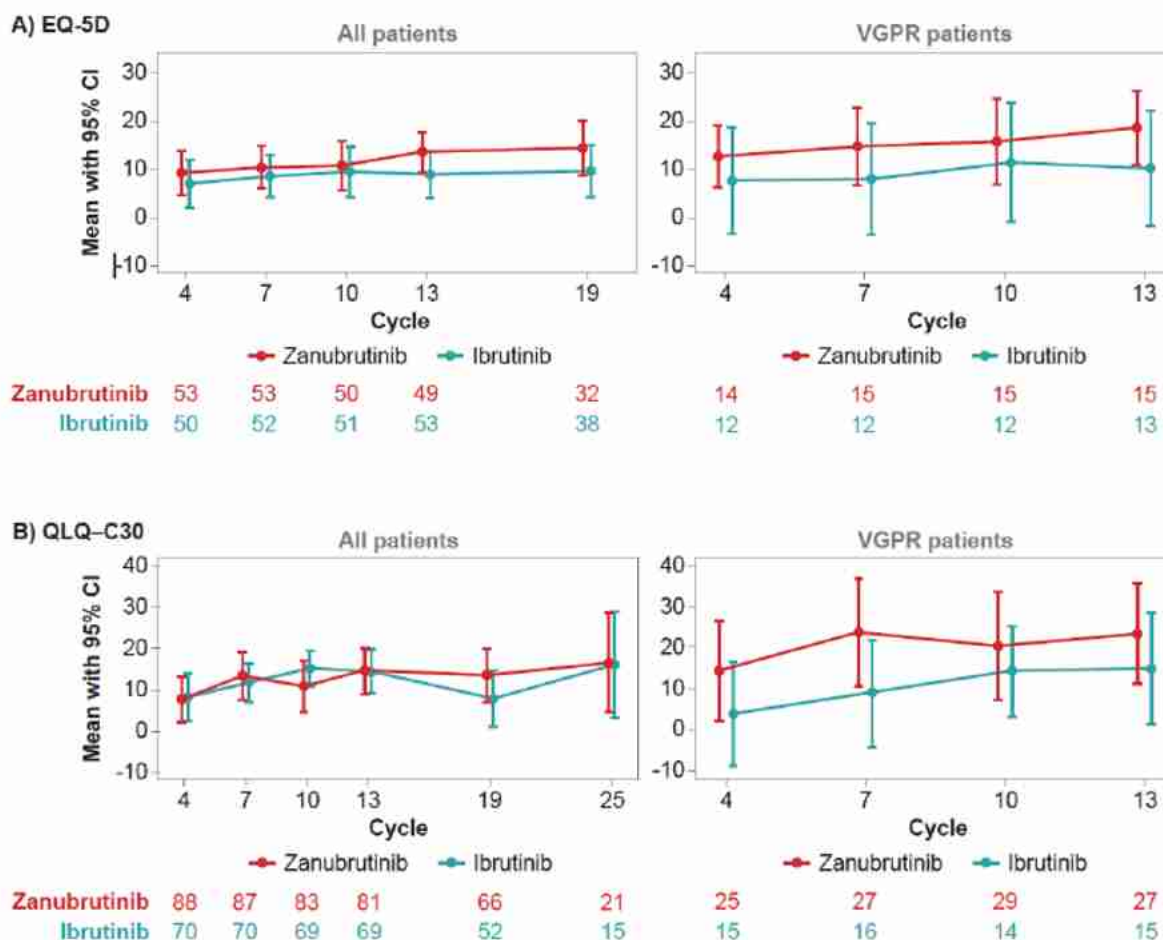 A) EQ-5D
All patients
VGPR patients
Mean with 95% CI
30
20
10
0
-10
4 7 10 13 19
Cycle
Zanubrutinib Ibrutinib
30
20
10
0
-10
4 7 10 13
Cycle
Zanubrutinib Ibrutinib
Zanubrutinib 53 53 50 49 32 14 15 15 15
Ibrutinib 50 52 51 53 38 12 12 12 13
B) QLQ–C30
All patients
VGPR patients
Mean with 95% CI
40
30
20
10
0
-10
4 7 10 13 19 25
Cycle
Zanubrutinib Ibrutinib
40
30
20
10
0
-10
4 7 10 13
Cycle
Zanubrutinib Ibrutinib
Zanubrutinib 88 87 83 81 66 21 25 27 29 27
Ibrutinib 70 70 69 69 52 15 15 16 14 15